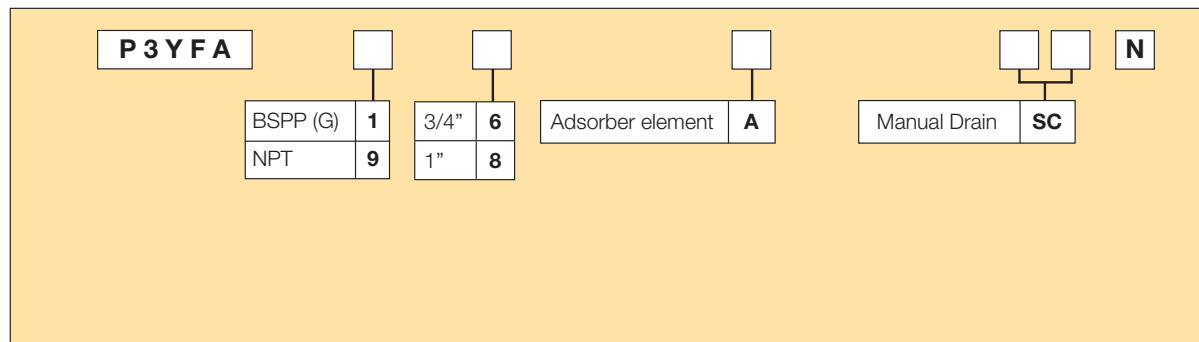 P3YFA N
BSPP (G) 1 3/4” 6 Adsorber element A Manual Drain SC
NPT 9 1” 8